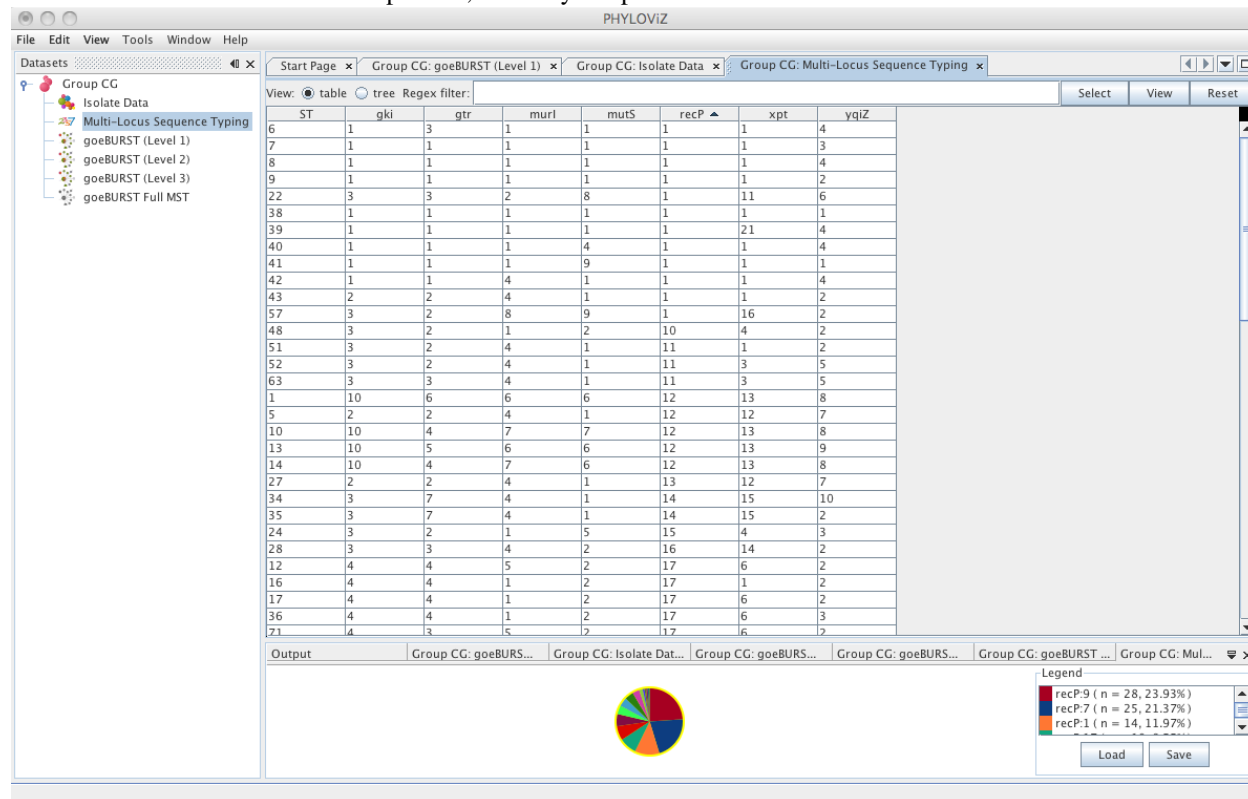 PHYLOViZ
File Edit View Tools Window Help
Datasets
Group CG
Isolate Data
Multi-Locus Sequence Typing
goeBURST (Level 1)
goeBURST (Level 2)
goeBURST (Level 3)
goeBURST Full MST
Start Page Group CG: goeBURST (Level 1) Group CG: Isolate Data Group CG: Multi-Locus Sequence Typing
View: table tree Regex filter: Select View Reset
ST gki gtr murI mutS recP xpt yqiZ
6 1 3 1 1 1 1 4
7 1 1 1 1 1 1 3
8 1 1 1 1 1 1 4
9 1 1 1 1 1 1 2
22 3 3 2 8 1 11 6
38 1 1 1 1 1 1 1
39 1 1 1 1 1 21 4
40 1 1 1 4 1 1 4
41 1 1 1 9 1 1 1
42 1 1 4 1 1 1 4
43 2 2 4 1 1 1 2
57 3 2 8 9 1 16 2
48 3 2 1 2 10 4 2
51 3 2 4 1 11 1 2
52 3 2 4 1 11 3 5
63 3 3 4 1 11 3 5
1 10 6 6 6 12 13 8
5 2 2 4 1 12 12 7
10 10 4 7 7 12 13 8
13 10 5 6 6 12 13 9
14 10 4 7 6 12 13 8
27 2 2 4 1 13 12 7
34 3 7 4 1 14 15 10
35 3 7 4 1 14 15 2
24 3 2 1 5 15 4 3
28 3 3 4 2 16 14 2
12 4 4 5 2 17 6 2
16 4 4 1 2 17 1 2
17 4 4 1 2 17 6 2
36 4 4 1 2 17 6 3
71 4 3 5 2 17 6 2
Output Group CG: goeBURS... Group CG: Isolate Dat... Group CG: goeBURS... Group CG: goeBURS... Group CG: goeBURST ... Group CG: Mul...
Legend
recP:9 ( n = 28, 23.93% )
recP:7 ( n = 25, 21.37% )
recP:1 ( n = 14, 11.97% )
Load Save